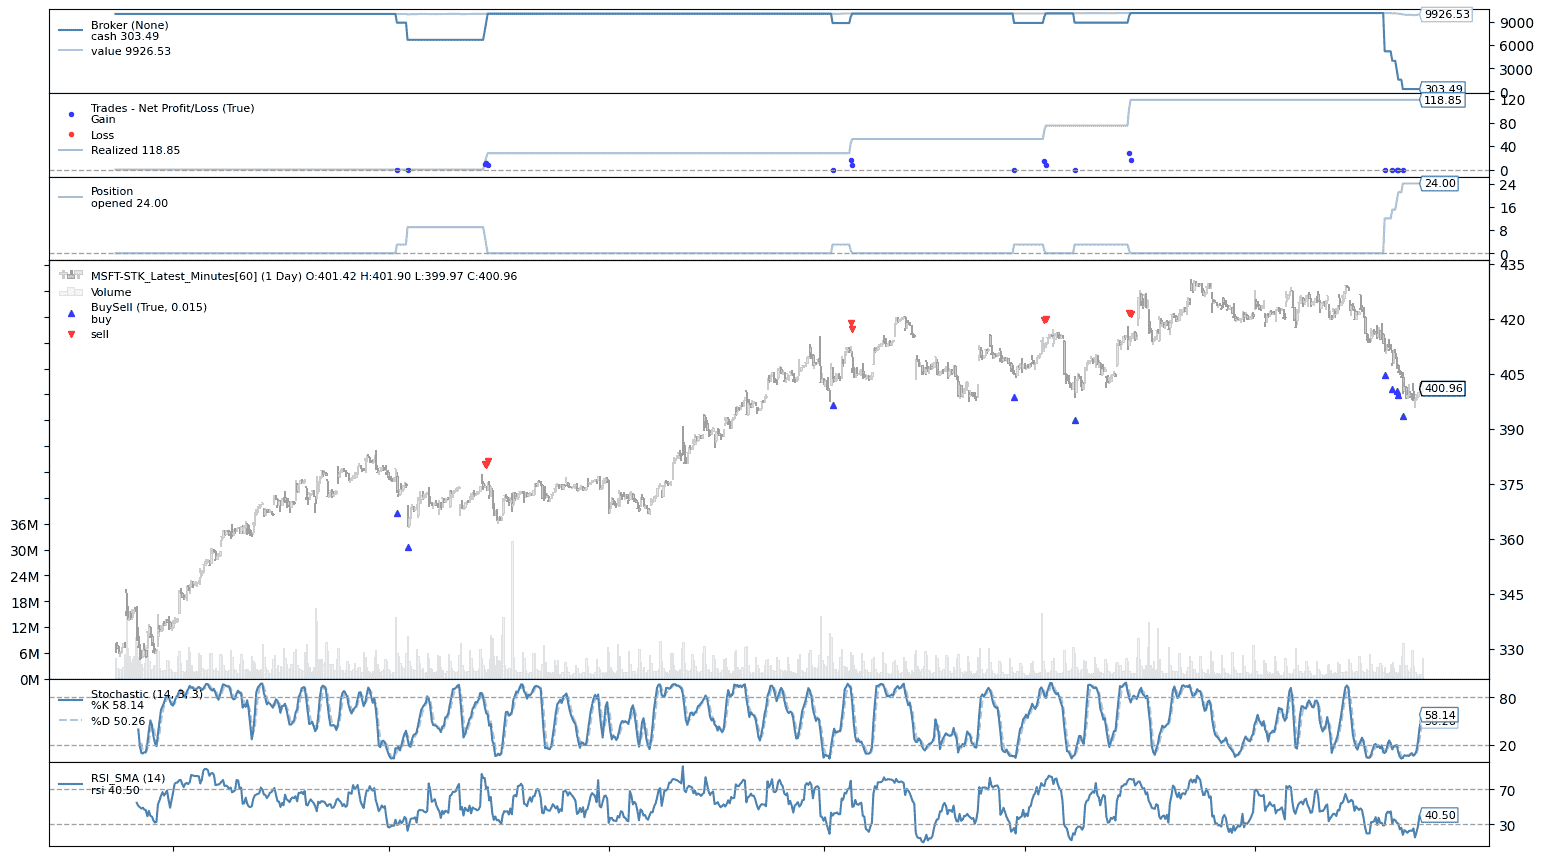 Broker (None)
cash 303.49
value 9926.53
9926.53
9000
6000
3000
303.49
0
Trades - Net Profit/Loss (True)
Gain
Loss
Realized 118.85
118.85
120
80
40
0
Position
opened 24.00
24.00
24
16
8
0
MSFT-STK_Latest_Minutes[60] (1 Day) O:401.42 H:401.90 L:399.97 C:400.96
Volume
BuySell (True, 0.015)
buy
sell
435
420
405
400.96
390
375
360
345
330
36M
30M
24M
18M
12M
6M
0M
Stochastic (14, 3, 3)
%K 58.14
%D 50.26
80
58.14
20
RSI_SMA (14)
rsi 40.50
70
40.50
30